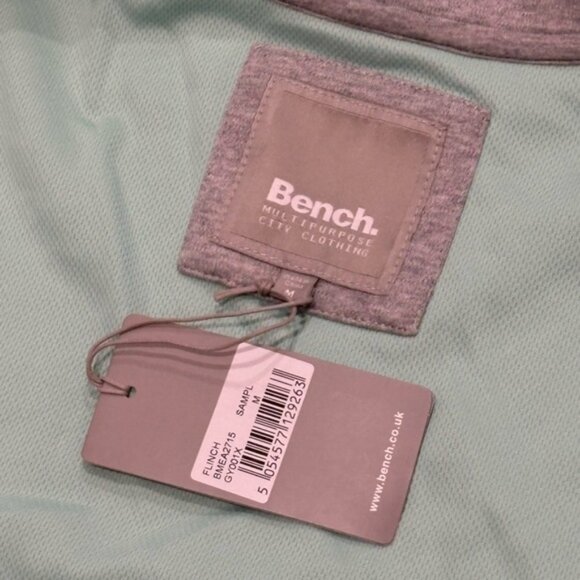 Bench.
MULTIPURPOSE
CITY CLOTHING
M
FLINCH
BMEA2715
GY001X
SAMPL
M
5 054577 129263
www.bench.co.uk